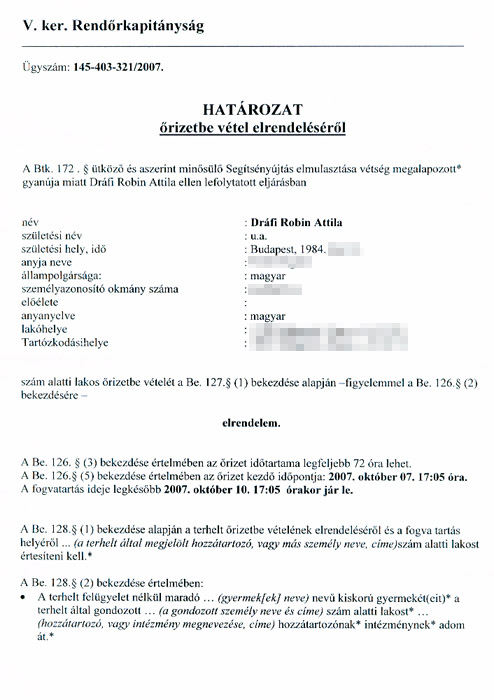 V. ker. Rendőrkapitányság
Ügyszám: 145-403-321/2007.
HATÁROZAT
őrizetbe vétel elrendeléséről
A Btk. 172 . § ütköző és aszerint minősülő Segítsényújtás elmulasztása vétség megalapozott*
gyanúja miatt Dráfi Robin Attila ellen lefolytatott eljárásban
név : Dráfi Robin Attila
születési név : u.a.
születési hely, idő : Budapest, 1984.
anyja neve :
állampolgársága: : magyar
személyazonosító okmány száma :
előélete :
anyanyelve : magyar
lakóhelye :
Tartózkodásihelye :
szám alatti lakos őrizetbe vételét a Be. 127.§ (1) bekezdése alapján –figyelemmel a Be. 126.§ (2)
bekezdésére –
elrendelem.
A Be. 126. § (3) bekezdése értelmében az őrizet időtartama legfeljebb 72 óra lehet.
A Be. 126.§ (5) bekezdése értelmében az őrizet kezdő időpontja: 2007. október 07. 17:05 óra.
A fogvatartás ideje legkésőbb 2007. október 10. 17:05 órakor jár le.
A Be. 128.§ (1) bekezdése alapján a terhelt őrizetbe vételének elrendeléséről és a fogva tartás
helyéről ... (a terhelt által megjelölt hozzátartozó, vagy más személy neve, címe)szám alatti lakost
értesíteni kell.*
A Be. 128.§ (2) bekezdése értelmében:
• A terhelt felügyelet nélkül maradó … (gyermek[ek] neve) nevű kiskorú gyermekét(eit)* a
terhelt által gondozott … (a gondozott személy neve és címe) szám alatti lakost* …
(hozzátartozó, vagy intézmény megnevezése, címe) hozzátartozónak* intézménynek* adom
át.*